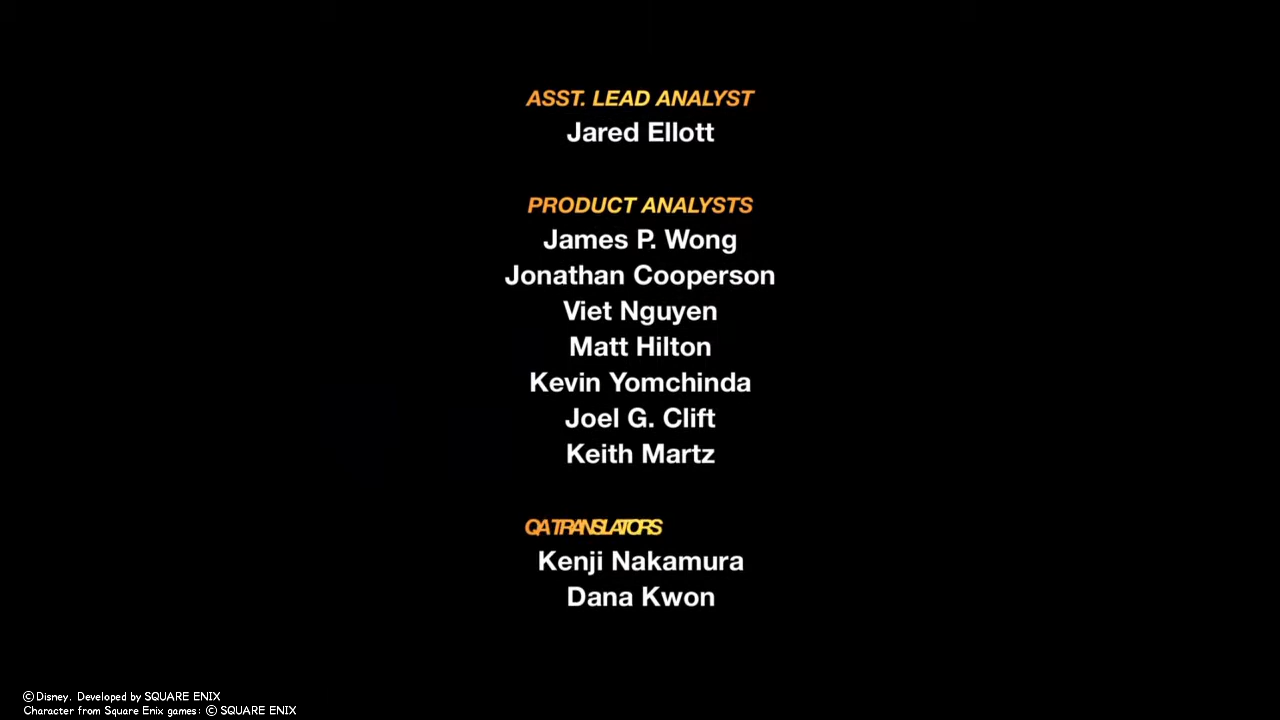 ASST. LEAD ANALYST
Jared Ellott
PRODUCT ANALYSTS
James P. Wong
Jonathan Cooperson
Viet Nguyen
Matt Hilton
Kevin Yomchinda
Joel G. Clift
Keith Martz
QA TRANSLATORS
Kenji Nakamura
Dana Kwon
©Disney. Developed by SQUARE ENIX
Character from Square Enix games: © SQUARE ENIX